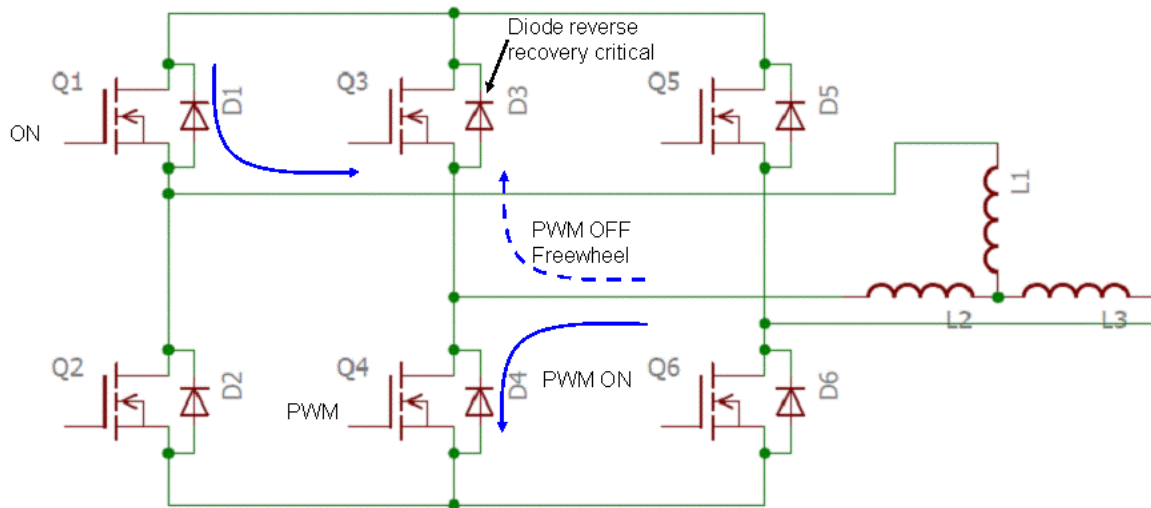 Diode reverse
recovery critical
Q1
D1
Q3
D3
Q5
D5
ON
L1
PWM OFF
Freewheel
L2
L3
Q2
D2
Q4
D4
PWM ON
Q6
D6
PWM